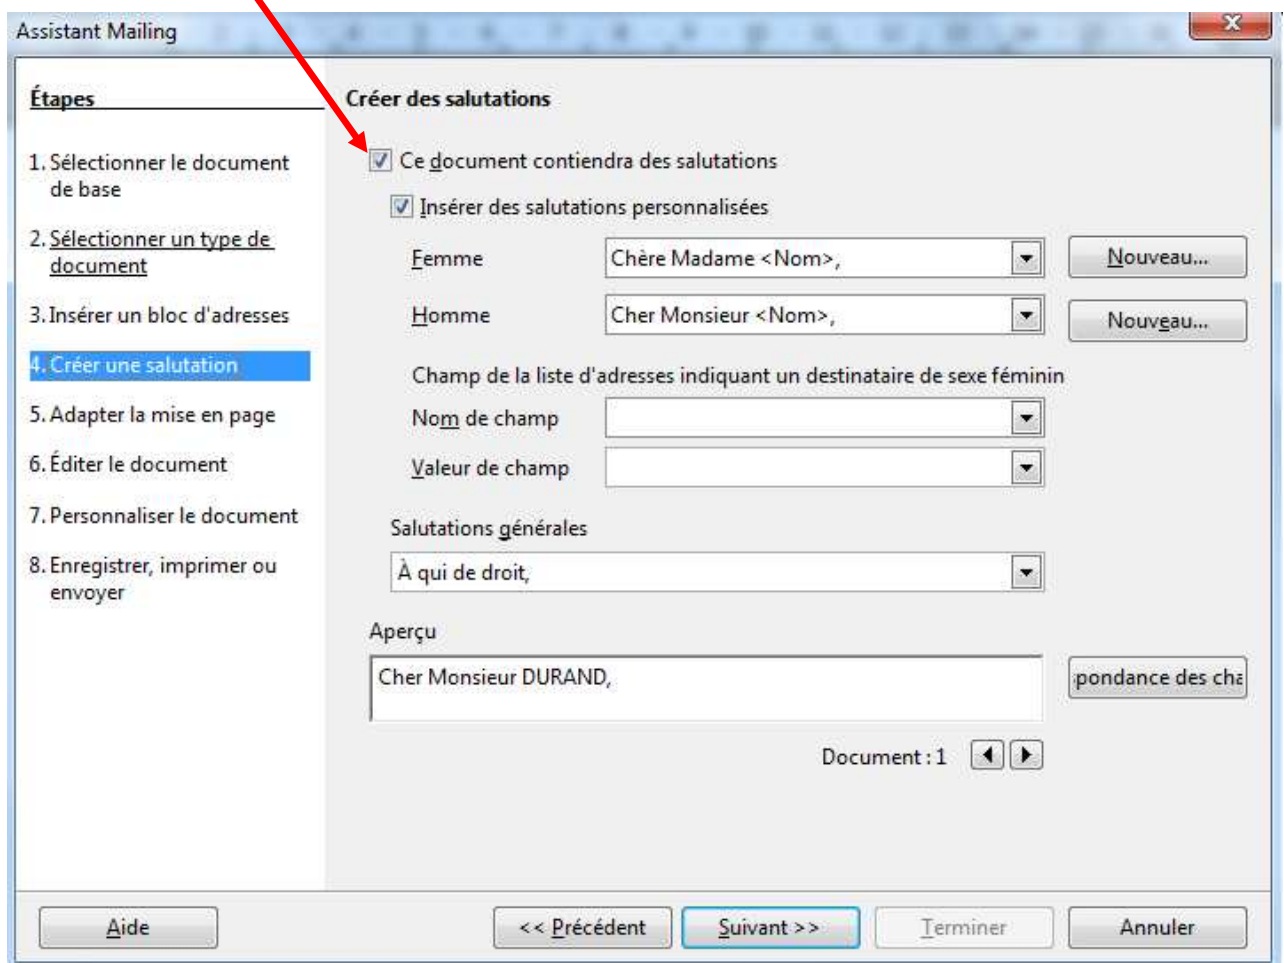 Assistant Mailing
Étapes
1. Sélectionner le document
de base
2. Sélectionner un type de
document
3. Insérer un bloc d'adresses
4. Créer une salutation
5. Adapter la mise en page
6. Éditer le document
7. Personnaliser le document
8. Enregistrer, imprimer ou
envoyer
Créer des salutations
Ce document contiendra des salutations
Insérer des salutations personnalisées
Femme
Chère Madame <Nom>,
Nouveau...
Homme
Cher Monsieur <Nom>,
Nouveau...
Champ de la liste d'adresses indiquant un destinataire de sexe féminin
Nom de champ
Valeur de champ
Salutations générales
À qui de droit,
Aperçu
Cher Monsieur DURAND,
pondance des cha
Document : 1
Aide
<< Précédent
Suivant >>
Terminer
Annuler